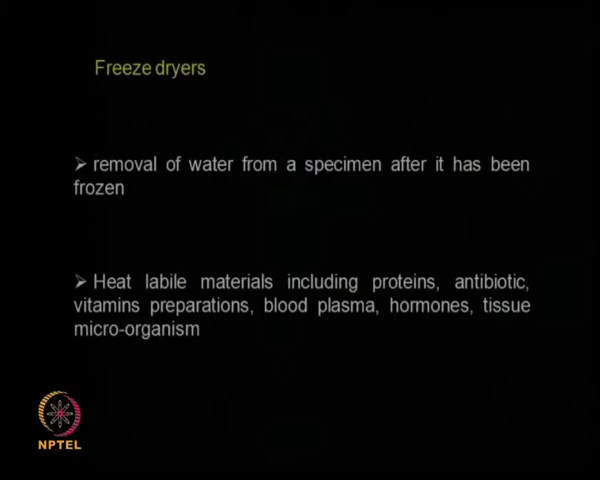 Freeze dryers
➢ removal of water from a specimen after it has been
frozen
➢ Heat labile materials including proteins, antibiotic,
vitamins preparations, blood plasma, hormones, tissue
micro-organism
NPTEL